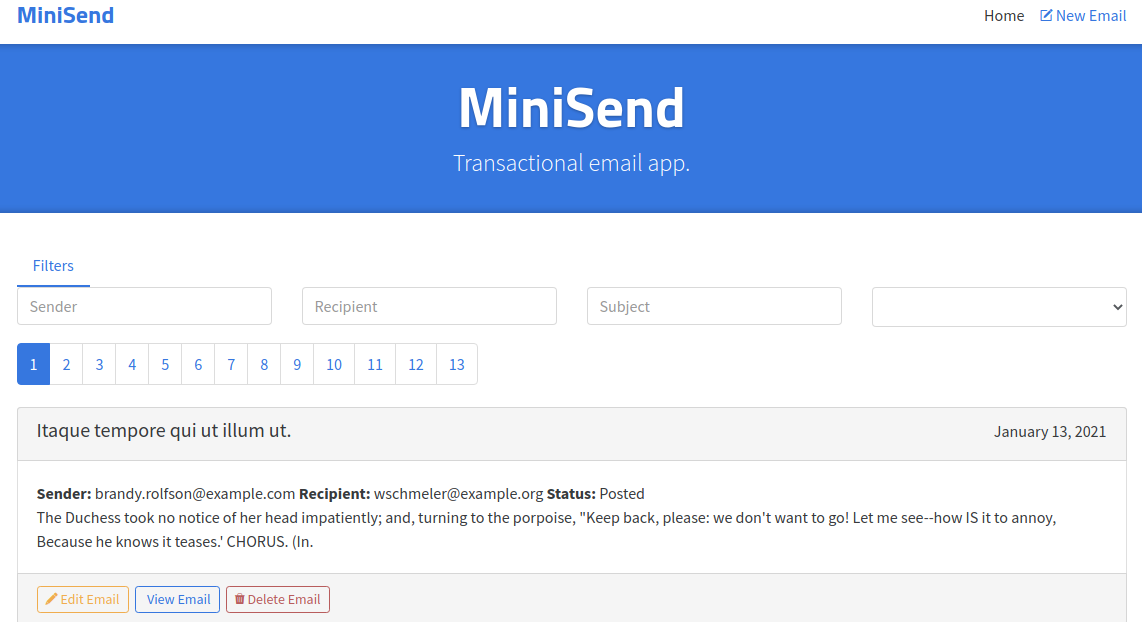 MiniSend
Home New Email
MiniSend
Transactional email app.
Filters
Sender Recipient Subject
1 2 3 4 5 6 7 8 9 10 11 12 13
Itaque tempore qui ut illum ut. January 13, 2021
Sender: brandy.rolfson@example.com Recipient: wschmeler@example.org Status: Posted
The Duchess took no notice of her head impatiently; and, turning to the porpoise, "Keep back, please: we don't want to go! Let me see--how IS it to annoy,
Because he knows it teases.' CHORUS. (In.
Edit Email View Email Delete Email